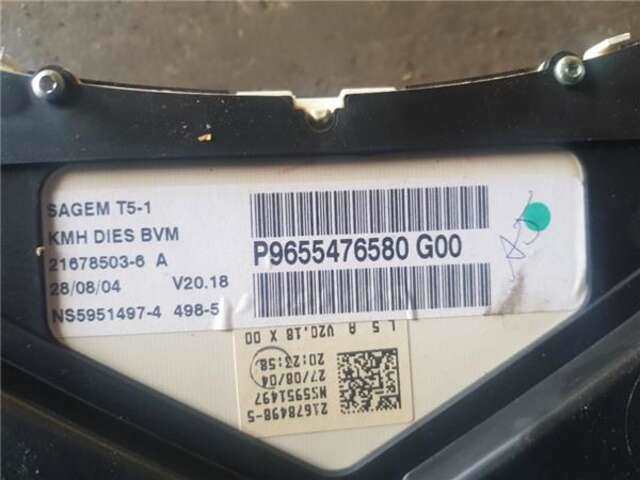 SAGEM T5-1
KMH DIES BVM
21678503-6 A
28/08/04 V20.18
NS5951497-4 498-5
P9655476580 G00
L 5 A V20.18 X 00
20:23:58
27/08/04
NS5951497
21678498-5